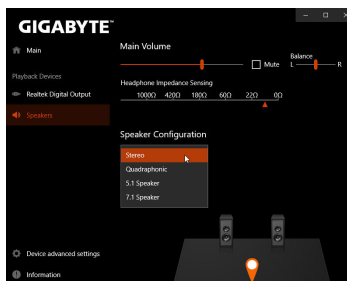 GIGABYTE™
Main
Playback Devices
Realtek Digital Output
Speakers
Device advanced settings
Information
Main Volume
Mute
Balance
L R
Headphone Impedance Sensing
1000Ω 420Ω 180Ω 60Ω 22Ω 0Ω
Speaker Configuration
Stereo
Quadraphonic
5.1 Speaker
7.1 Speaker